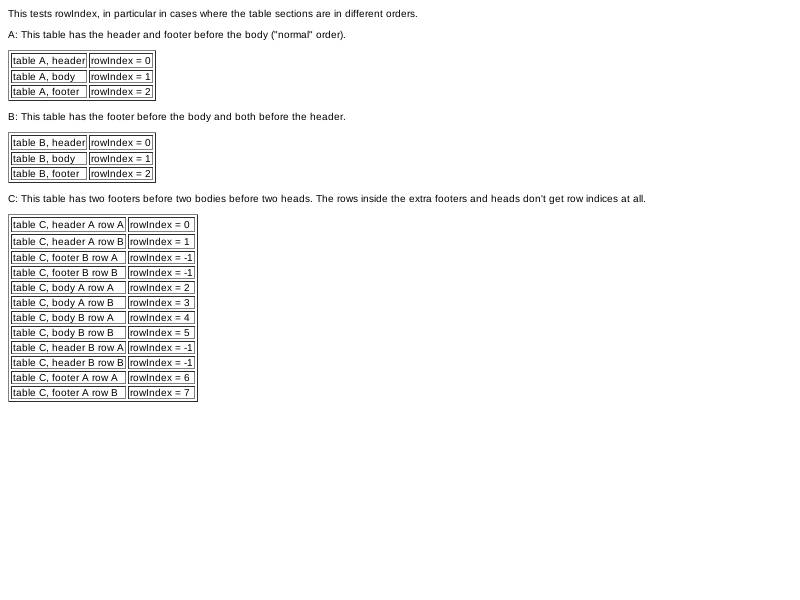 This tests rowIndex, in particular in cases where the table sections are in different orders.
A: This table has the header and footer before the body ("normal" order).
table A, header rowIndex = 0
table A, body rowIndex = 1
table A, footer rowIndex = 2
B: This table has the footer before the body and both before the header.
table B, header rowIndex = 0
table B, body rowIndex = 1
table B, footer rowIndex = 2
C: This table has two footers before two bodies before two heads. The rows inside the extra footers and heads don't get row indices at all.
table C, header A row A rowIndex = 0
table C, header A row B rowIndex = 1
table C, footer B row A rowIndex = -1
table C, footer B row B rowIndex = -1
table C, body A row A rowIndex = 2
table C, body A row B rowIndex = 3
table C, body B row A rowIndex = 4
table C, body B row B rowIndex = 5
table C, header B row A rowIndex = -1
table C, header B row B rowIndex = -1
table C, footer A row A rowIndex = 6
table C, footer A row B rowIndex = 7